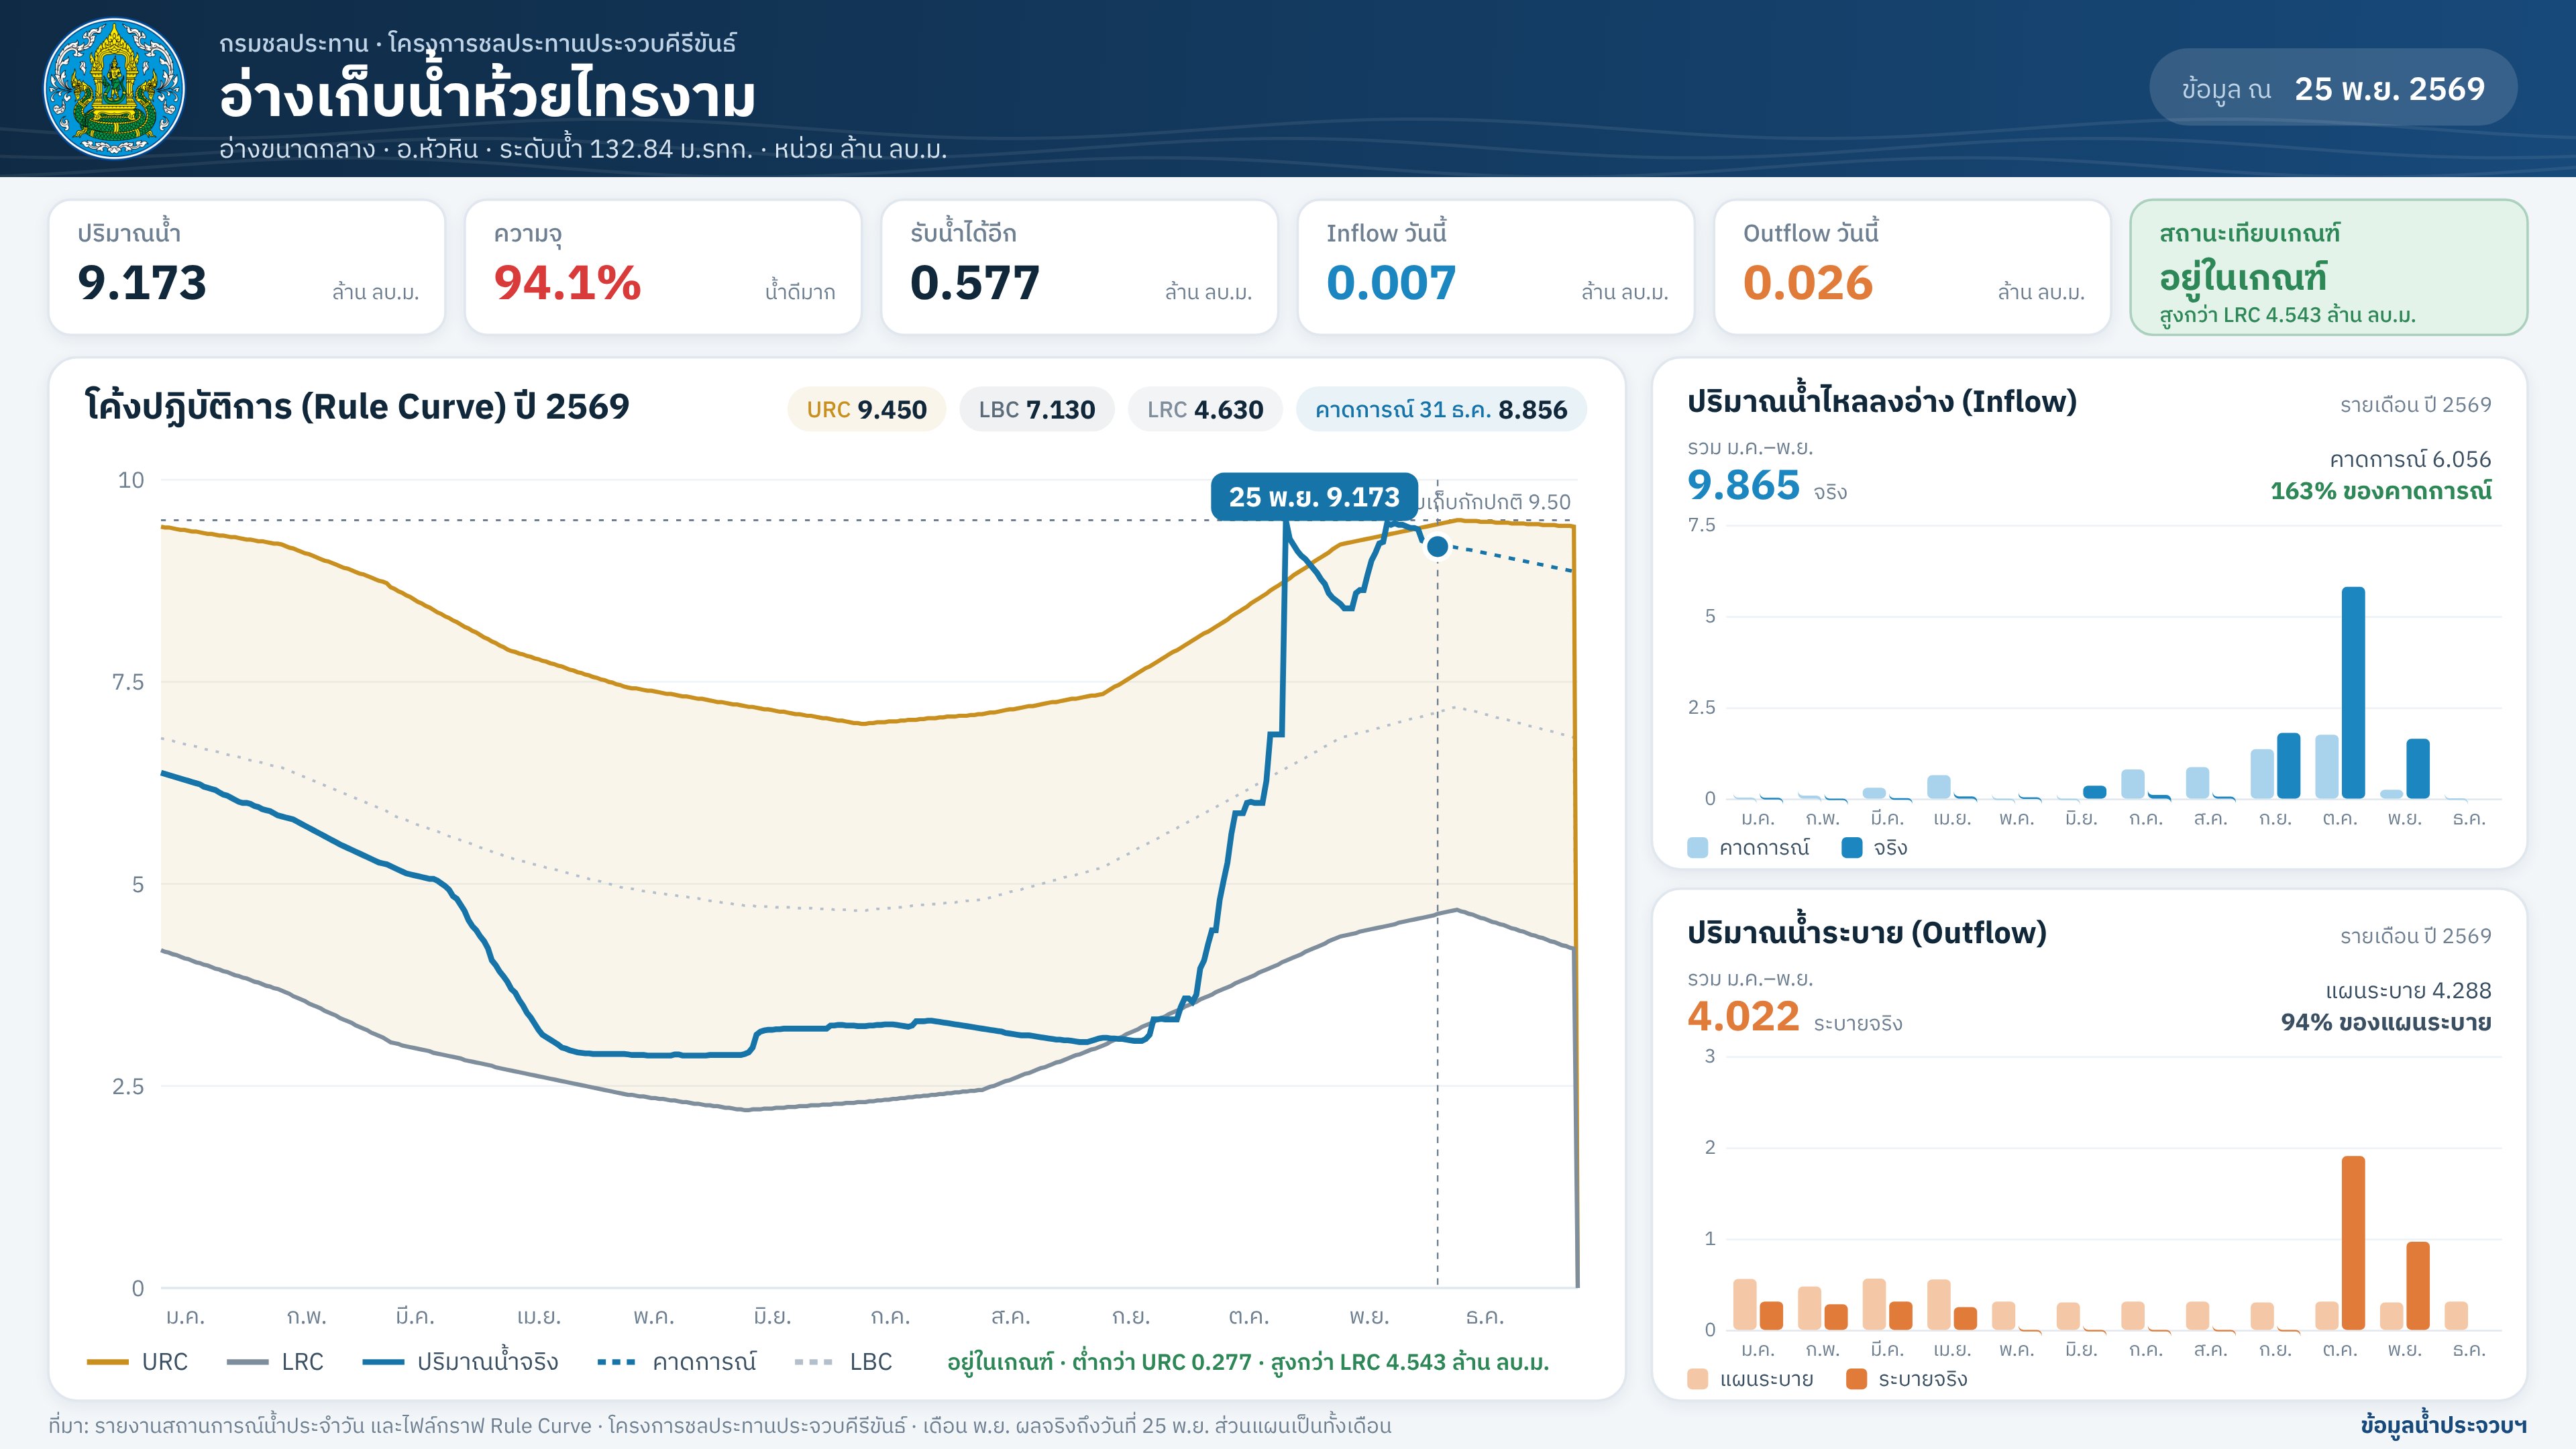 กรมชลประทาน · โครงการชลประทานประจวบคีรีขันธ์
อ่างเก็บน้ำห้วยไทรงาม
อ่างขนาดกลาง · อ.หัวหิน · ระดับน้ำ 132.84 ม.รทก. · หน่วย ล้าน ลบ.ม.
ข้อมูล ณ 25 พ.ย. 2569
ปริมาณน้ำ
9.173 ล้าน ลบ.ม.
ความจุ
94.1% น้ำดีมาก
รับน้ำได้อีก
0.577 ล้าน ลบ.ม.
Inflow วันนี้
0.007 ล้าน ลบ.ม.
Outflow วันนี้
0.026 ล้าน ลบ.ม.
สถานะเทียบเกณฑ์
อยู่ในเกณฑ์
สูงกว่า LRC 4.543 ล้าน ลบ.ม.
โค้งปฏิบัติการ (Rule Curve) ปี 2569
URC 9.450
LBC 7.130
LRC 4.630
คาดการณ์ 31 ธ.ค. 8.856
25 พ.ย. 9.173
เก็บกักปกติ 9.50
10
7.5
5
2.5
0
ม.ค. ก.พ. มี.ค. เม.ย. พ.ค. มิ.ย. ก.ค. ส.ค. ก.ย. ต.ค. พ.ย. ธ.ค.
URC LRC ปริมาณน้ำจริง คาดการณ์ LBC อยู่ในเกณฑ์ · ต่ำกว่า URC 0.277 · สูงกว่า LRC 4.543 ล้าน ลบ.ม.
ปริมาณน้ำไหลลงอ่าง (Inflow)
รายเดือน ปี 2569
รวม ม.ค.–พ.ย.
9.865 จริง
คาดการณ์ 6.056
163% ของคาดการณ์
7.5
5
2.5
0
ม.ค. ก.พ. มี.ค. เม.ย. พ.ค. มิ.ย. ก.ค. ส.ค. ก.ย. ต.ค. พ.ย. ธ.ค.
คาดการณ์ จริง
ปริมาณน้ำระบาย (Outflow)
รายเดือน ปี 2569
รวม ม.ค.–พ.ย.
4.022 ระบายจริง
แผนระบาย 4.288
94% ของแผนระบาย
3
2
1
0
ม.ค. ก.พ. มี.ค. เม.ย. พ.ค. มิ.ย. ก.ค. ส.ค. ก.ย. ต.ค. พ.ย. ธ.ค.
แผนระบาย ระบายจริง
ที่มา: รายงานสถานการณ์น้ำประจำวัน และไฟล์กราฟ Rule Curve · โครงการชลประทานประจวบคีรีขันธ์ · เดือน พ.ย. ผลจริงถึงวันที่ 25 พ.ย. ส่วนแผนเป็นทั้งเดือน
ข้อมูลน้ำประจวบฯ